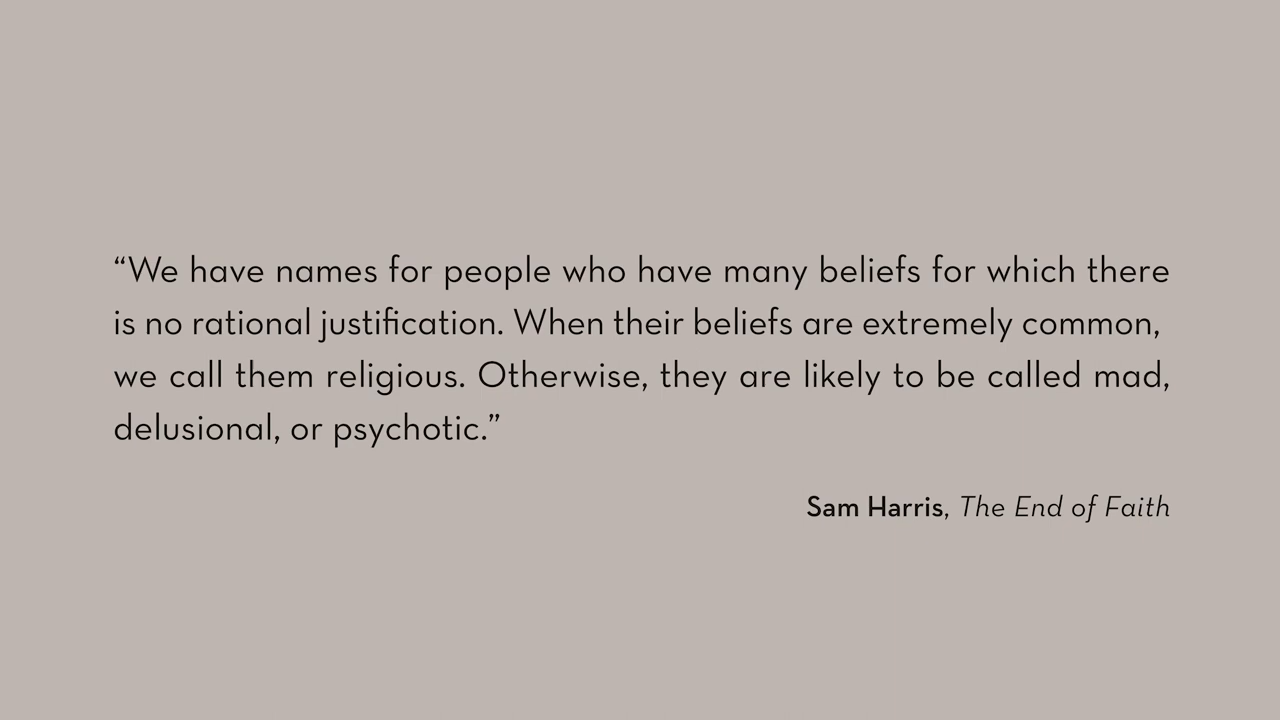 “We have names for people who have many beliefs for which there
is no rational justification. When their beliefs are extremely common,
we call them religious. Otherwise, they are likely to be called mad,
delusional, or psychotic.”
Sam Harris, The End of Faith